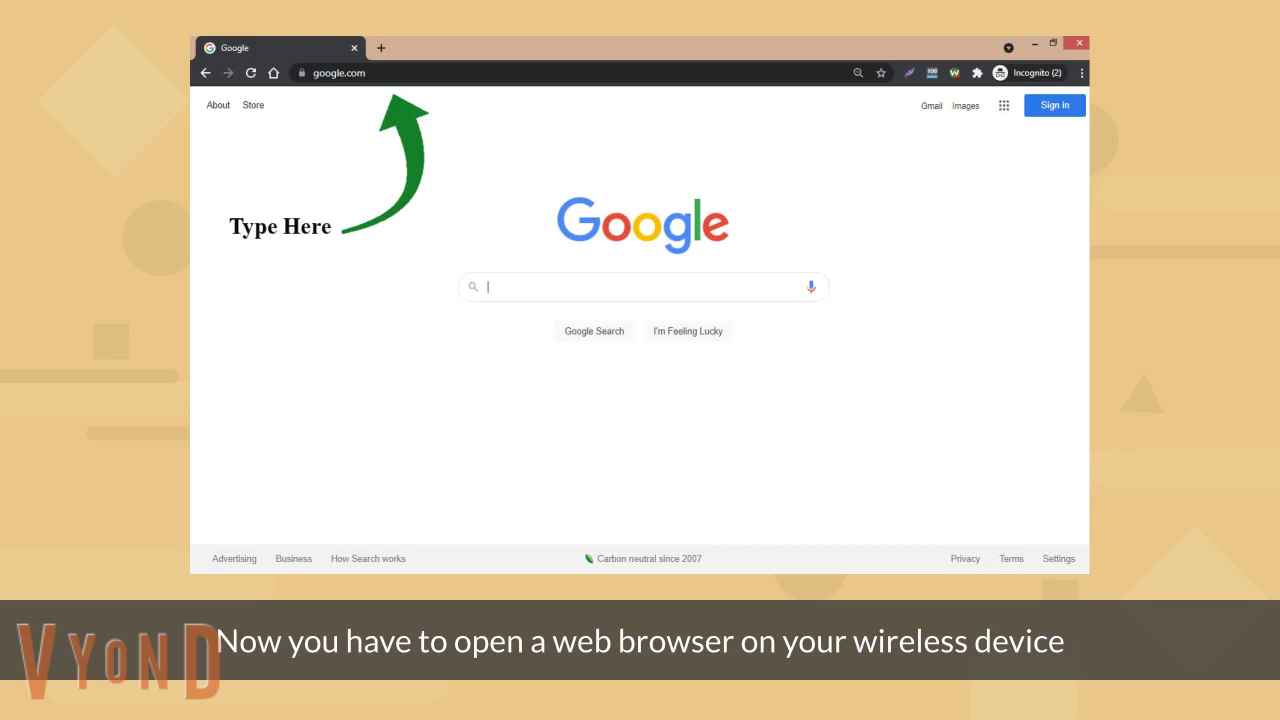 Google
google.com
Incognito (2)
About Store
Gmail Images
Sign in
Type Here
Google
Google Search
I'm Feeling Lucky
Advertising Business How Search works
Carbon neutral since 2007
Privacy Terms Settings
Now you have to open a web browser on your wireless device
VYOND